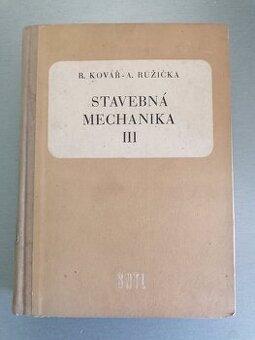 R. KOVÁŘ-A. RUŽIČKA
STAVEBNÁ
MECHANIKA
III
SNTL